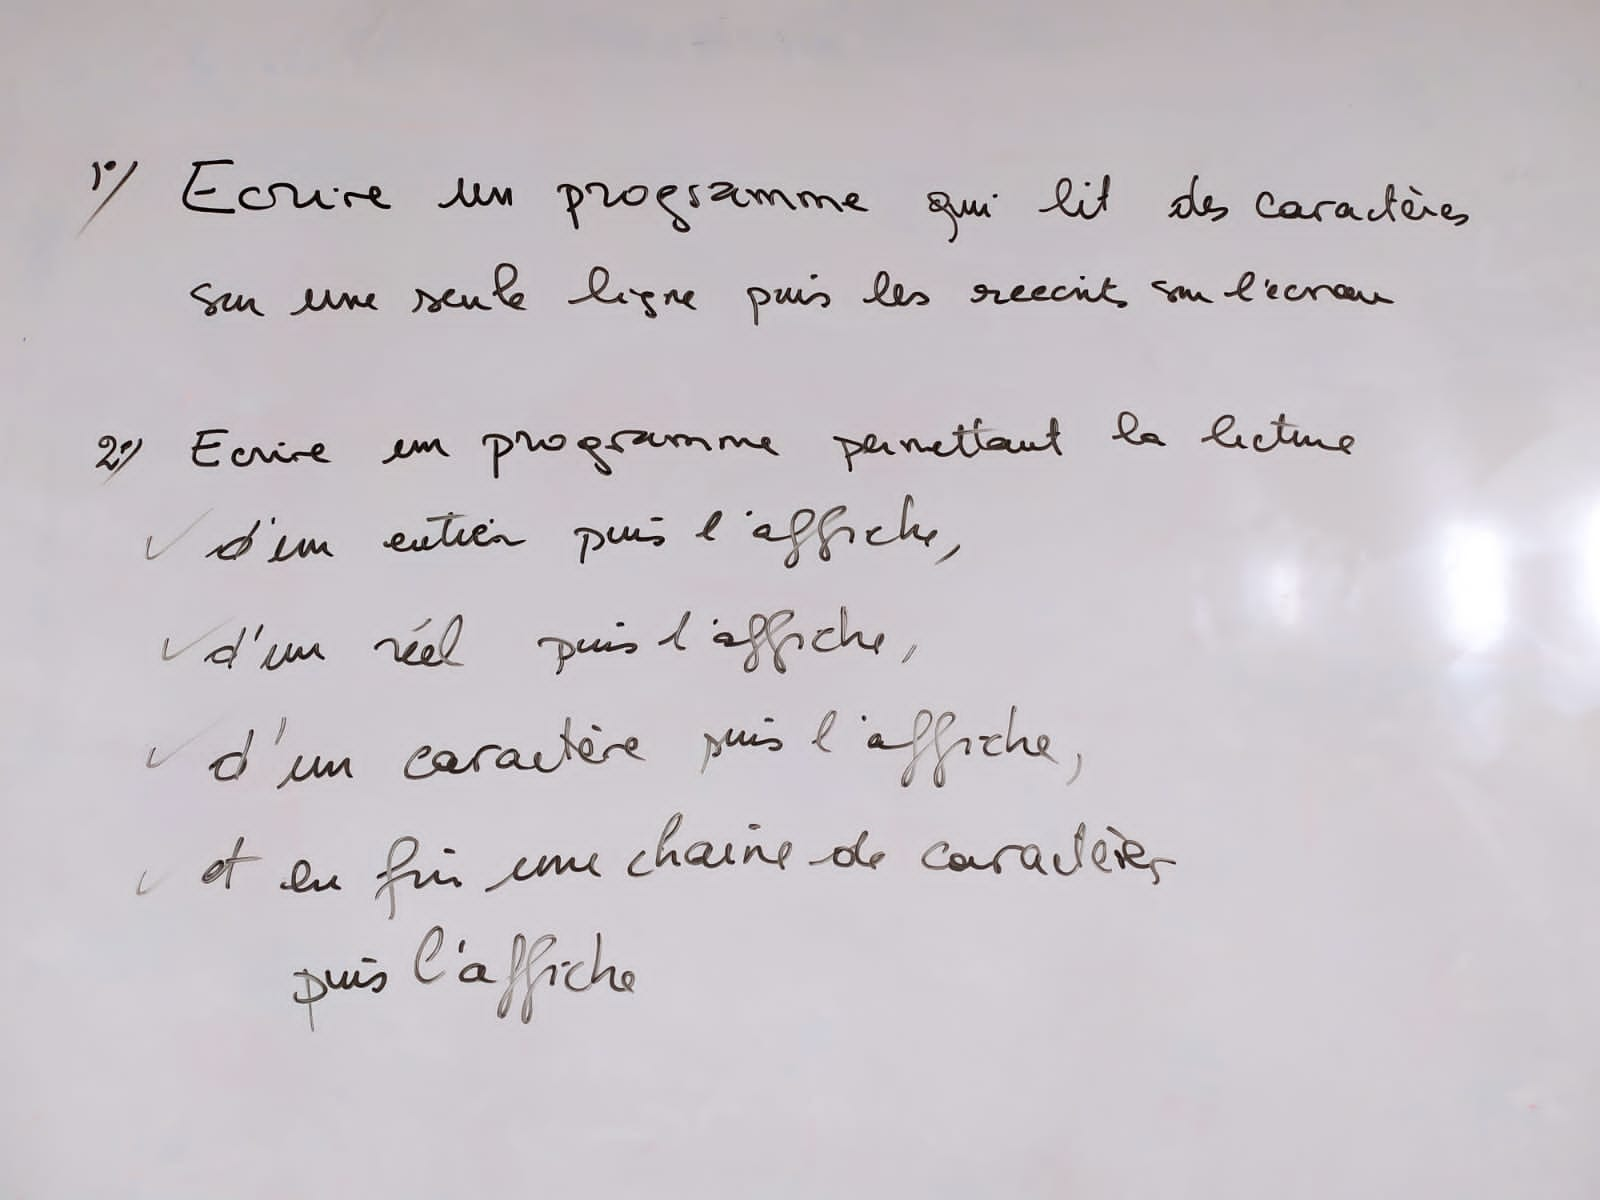 1°/ Ecrire un programme qui lit des caractères
sur une seule ligne puis les reecrits sur l'ecran
2°/ Ecrire un programme permettant la lecture
✓ d'un entier puis l'affiche,
✓ d'un réel puis l'affiche,
✓ d'un caractère puis l'affiche,
✓ et en fin une chaine de caractères
puis l'affiche